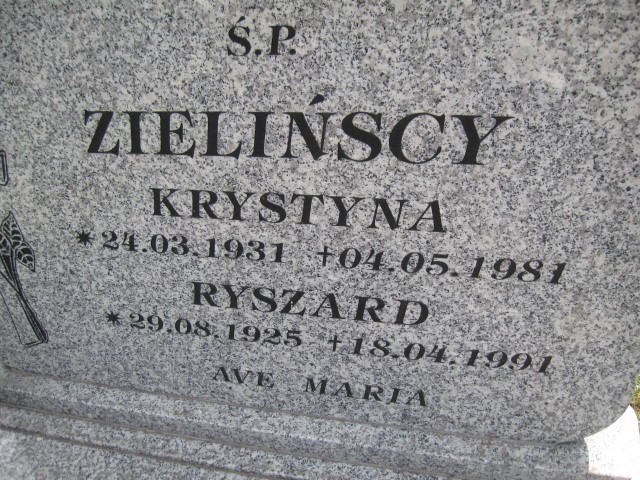 Ś.P.
ZIELIŃSCY
KRYSTYNA
*24.03.1931 +04.05.1981
RYSZARD
*29.08.1925 +18.04.1991
AVE MARIA